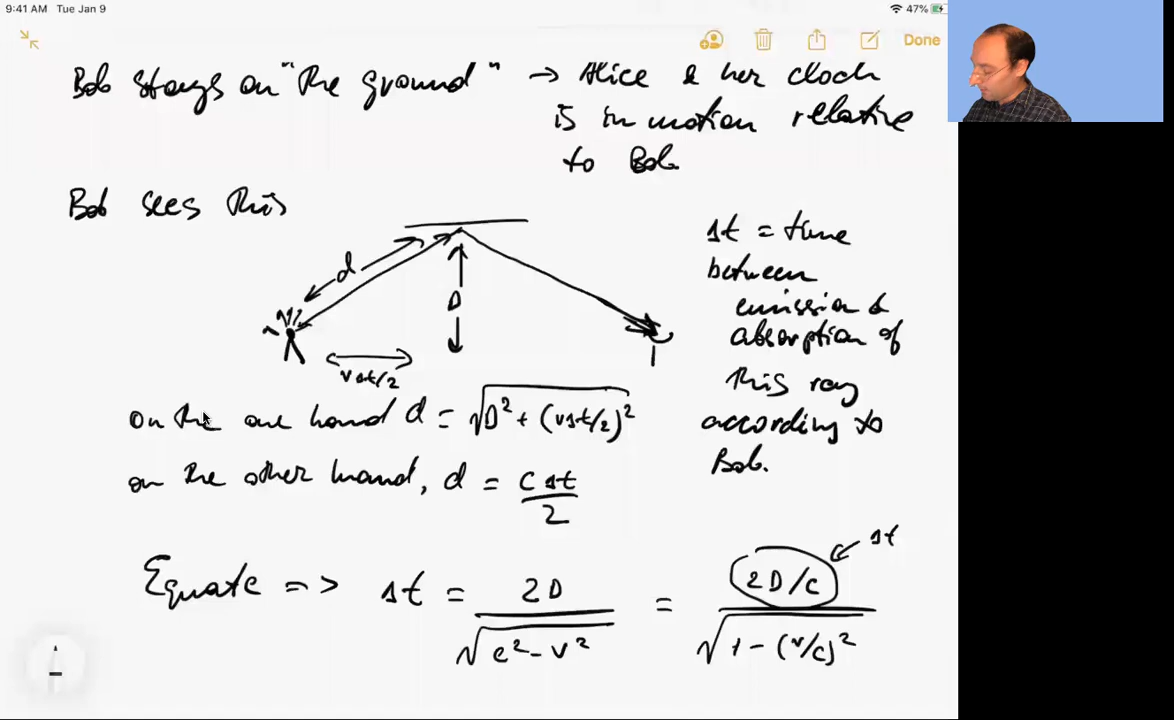 9:41 AM Tue Jan 9
47%
Done
Bob stays on "the ground" → Alice & her clock
is in motion relative
to Bob.
Bob sees this
d
D
vΔt/2
Δt = time
between
emission &
absorption of
this ray
according to
Bob.
on the one hand d = √(D² + (vΔt/2)²)
on the other hand, d = cΔt/2
Equate => Δt = 2D/√(c² - v²) = (2D/c)/√(1 - (v/c)²)
Δt